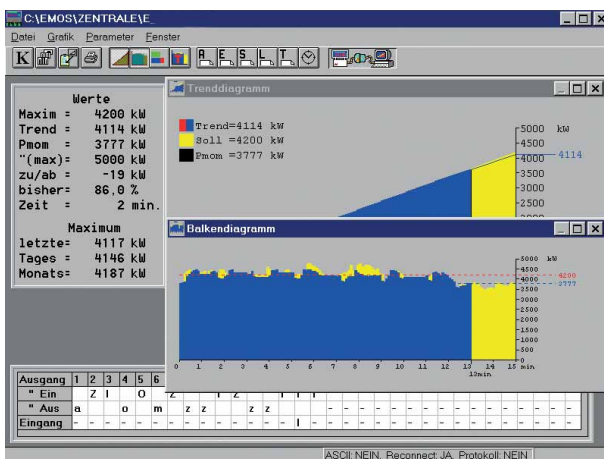 C:\EMOS\ZENTRALE\E_
Datei Grafik Parameter Fenster
K A E S L T
Werte
Maxim = 4200 kW
Trend = 4114 kW
Pmom = 3777 kW
"(max)= 5000 kW
zu/ab = -19 kW
bisher= 86,0 %
Zeit = 2 min.
Maximum
letzte= 4117 kW
Tages = 4146 kW
Monats= 4187 kW
Trenddiagramm
Trend=4114 kW
Soll =4200 kW
Pmom =3777 kW
5000 kW
4500
4114
4000
3500
3000
2500
2000
Balkendiagramm
5000 kW
4500
4200
4000
3777
3500
3000
2500
2000
1500
1000
500
0
0 1 2 3 4 5 6 7 8 9 10 11 12 13 14 15 min
12min
Ausgang 1 2 3 4 5 6
" Ein Z I O
" Aus a o m z z z z - - - - - - - - - - - - -
Eingang - - - - - - - - - - - - - I - - - - - - - - - - - - -
ASCII: NEIN, Reconnect: JA, Protokoll: NEIN